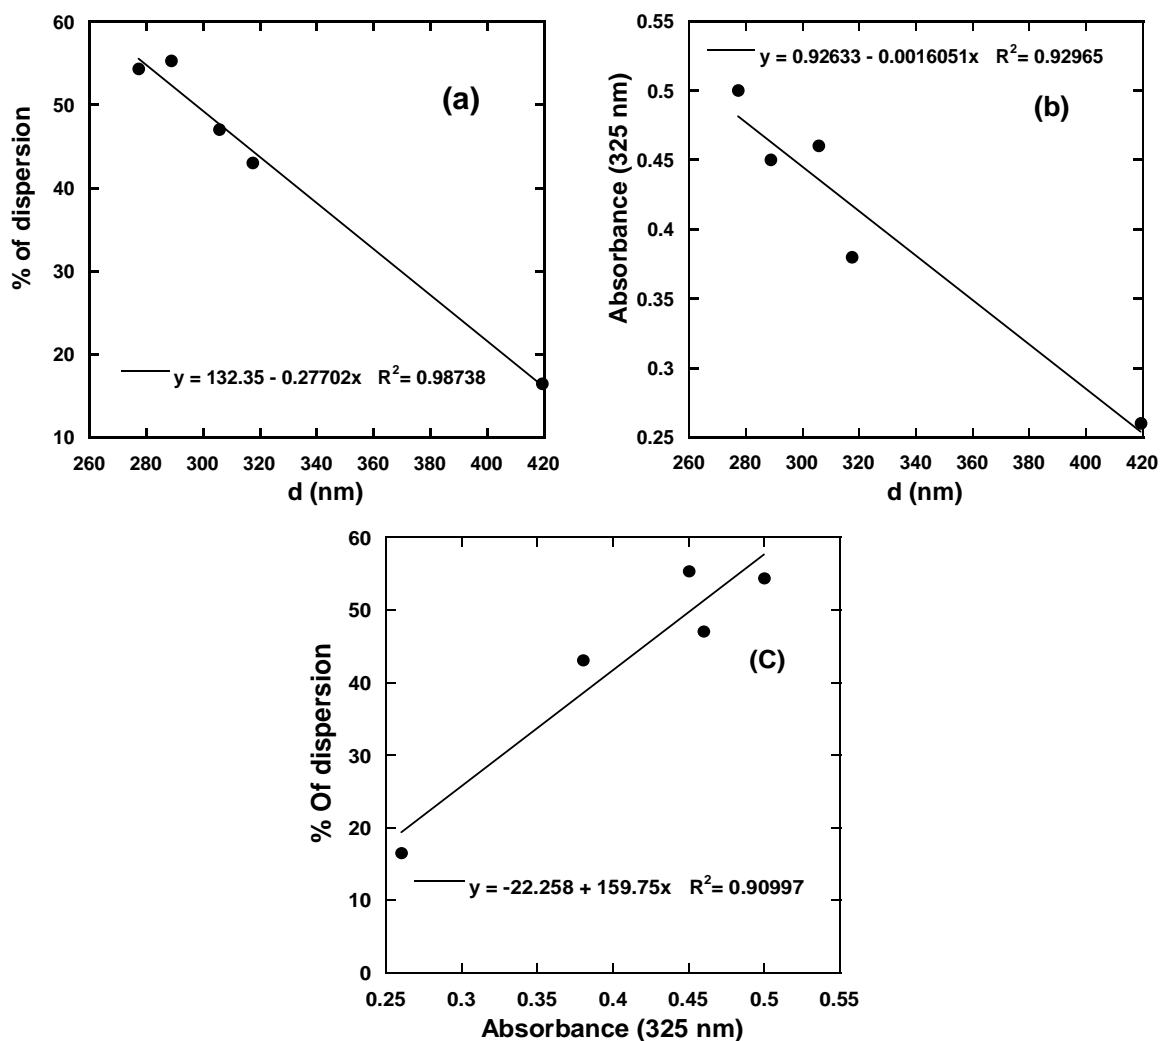 60
50
40
30
20
10
% of dispersion
(a)
y = 132.35 - 0.27702x R²= 0.98738
260 280 300 320 340 360 380 400 420
d (nm)
0.55
0.5
0.45
0.4
0.35
0.3
0.25
Absorbance (325 nm)
y = 0.92633 - 0.0016051x R²= 0.92965
(b)
260 280 300 320 340 360 380 400 420
d (nm)
60
50
40
30
20
10
0
% Of dispersion
(C)
y = -22.258 + 159.75x R²= 0.90997
0.25 0.3 0.35 0.4 0.45 0.5 0.55
Absorbance (325 nm)